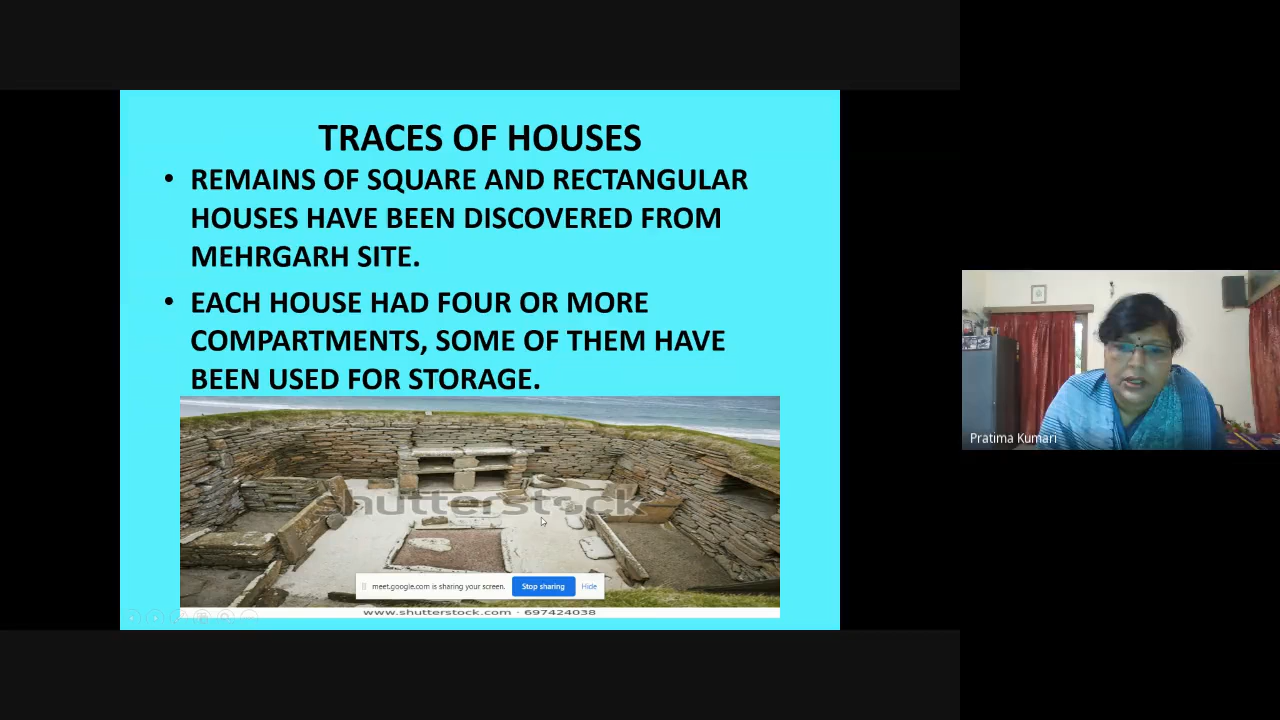 TRACES OF HOUSES
• REMAINS OF SQUARE AND RECTANGULAR
HOUSES HAVE BEEN DISCOVERED FROM
MEHRGARH SITE.
• EACH HOUSE HAD FOUR OR MORE
COMPARTMENTS, SOME OF THEM HAVE
BEEN USED FOR STORAGE.
shutterstock
meet.google.com is sharing your screen. Stop sharing Hide
www.shutterstock.com · 697424038
Pratima Kumari